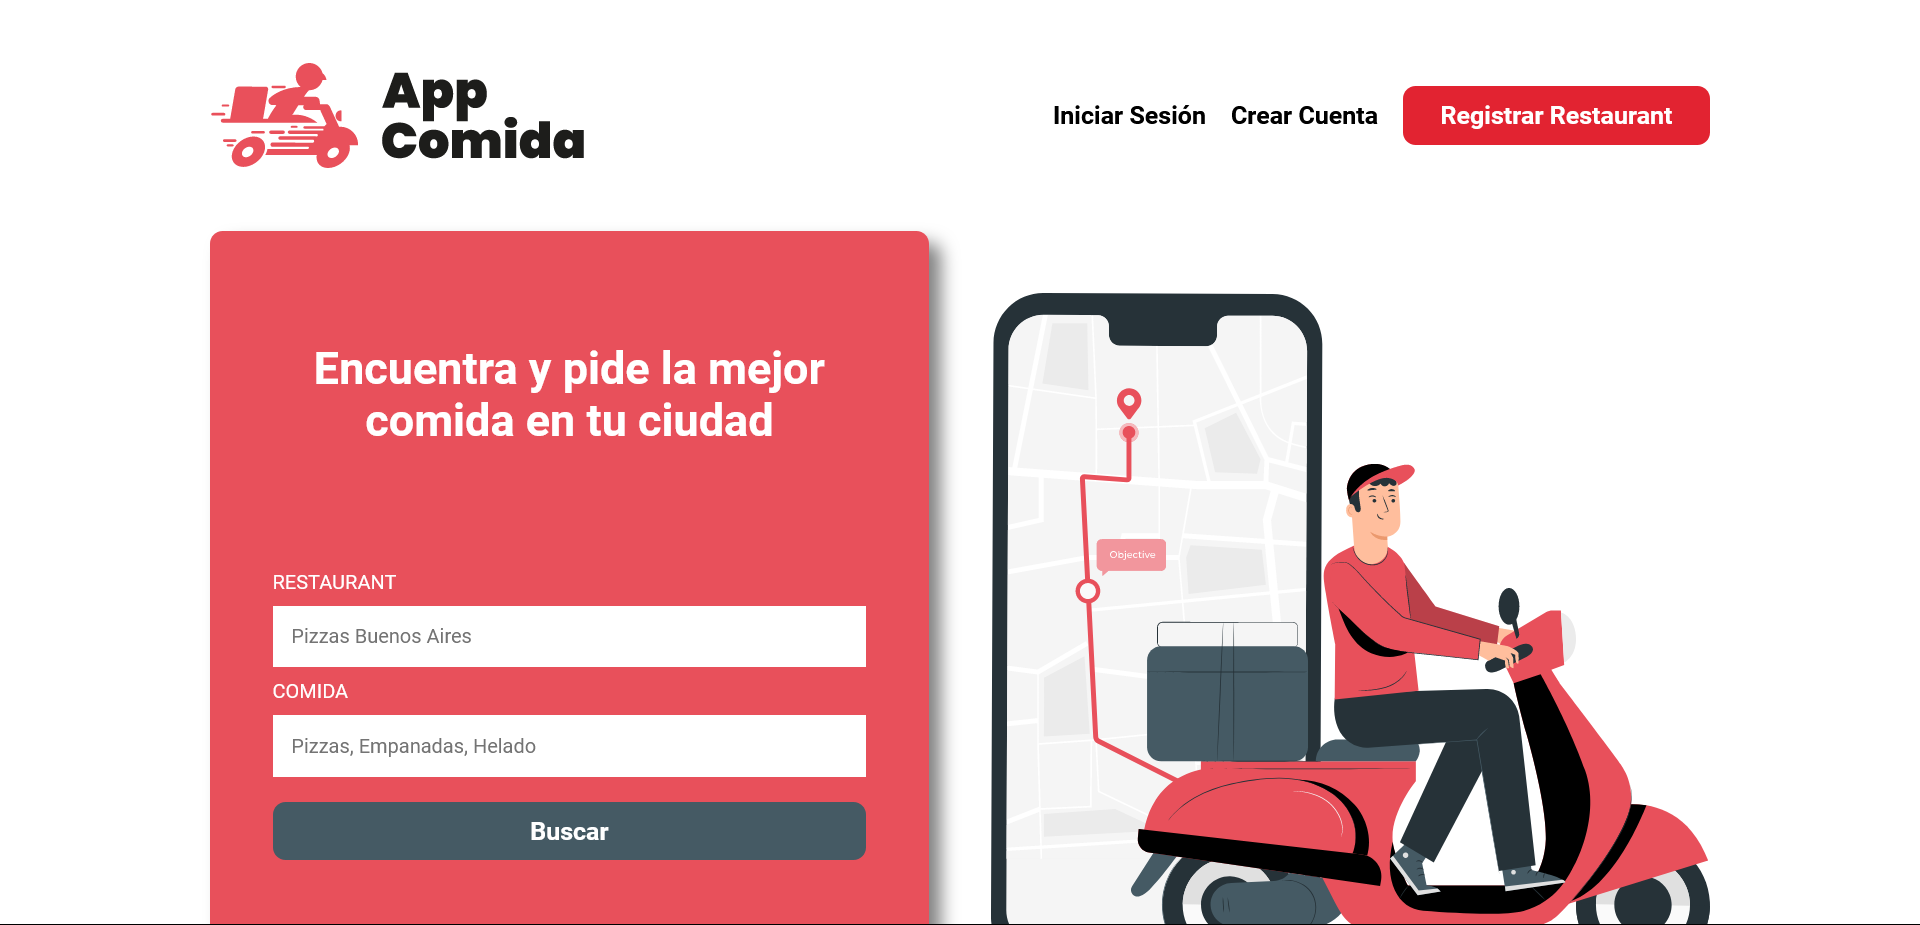 App
Comida
Iniciar Sesión
Crear Cuenta
Registrar Restaurant
Encuentra y pide la mejor
comida en tu ciudad
RESTAURANT
Pizzas Buenos Aires
COMIDA
Pizzas, Empanadas, Helado
Buscar
Objective